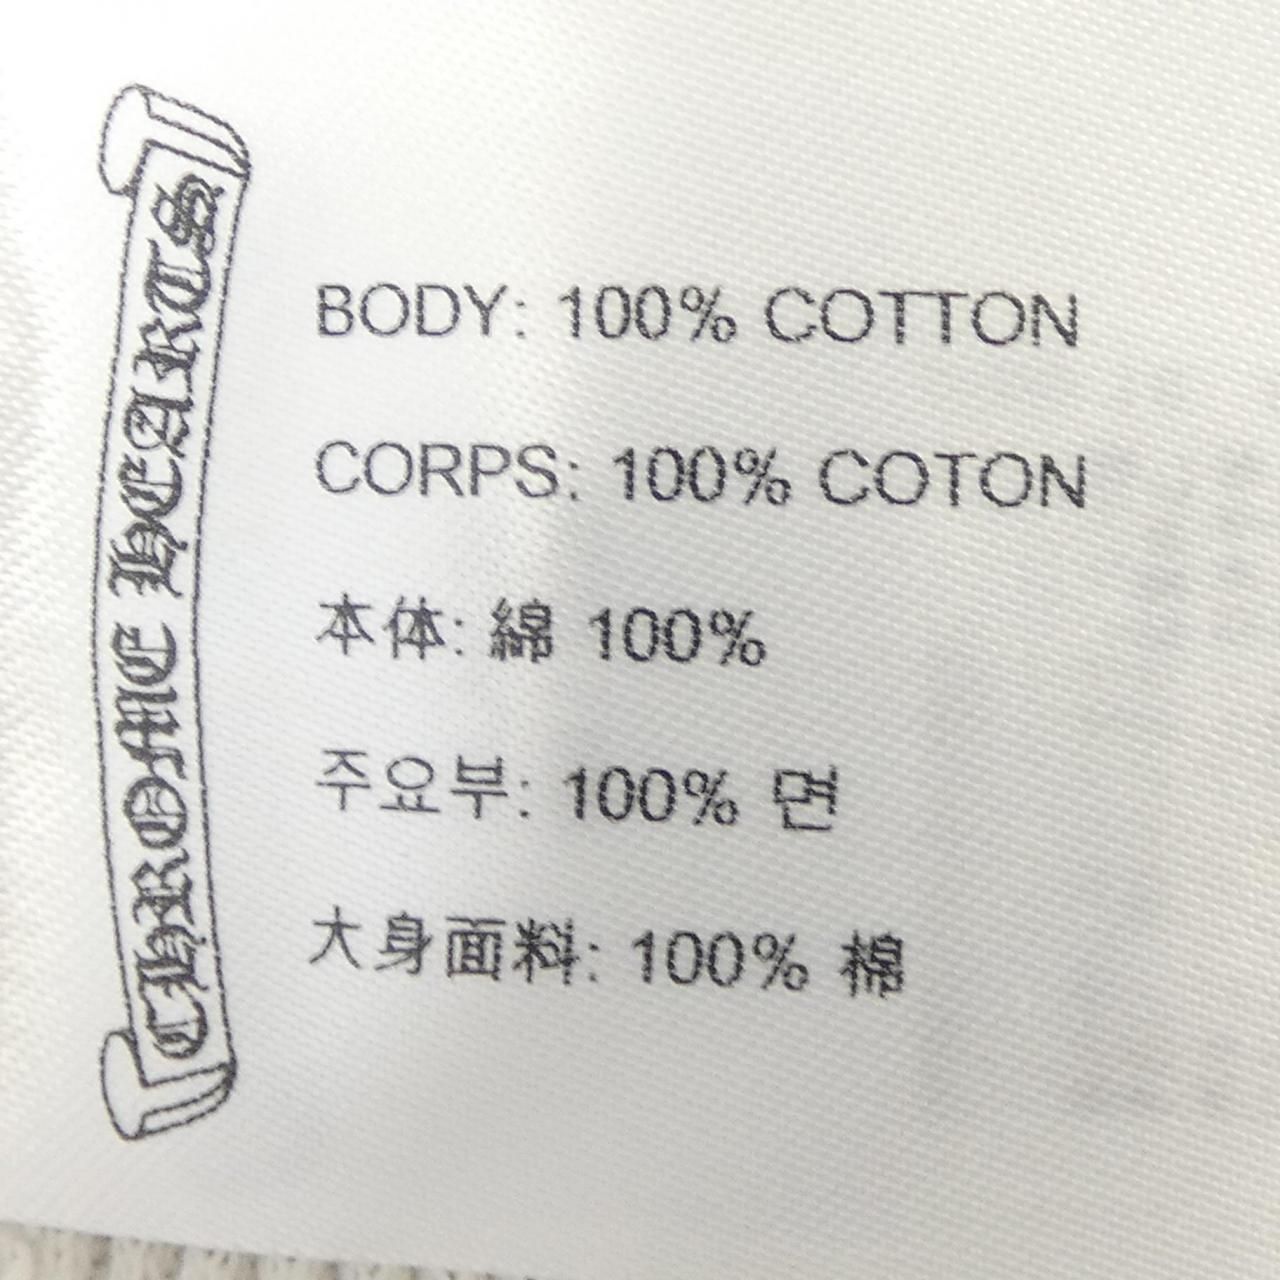 CHROME HEARTS
BODY: 100% COTTON
CORPS: 100% COTON
本体: 綿 100%
주요부: 100% 면
大身面料: 100% 棉